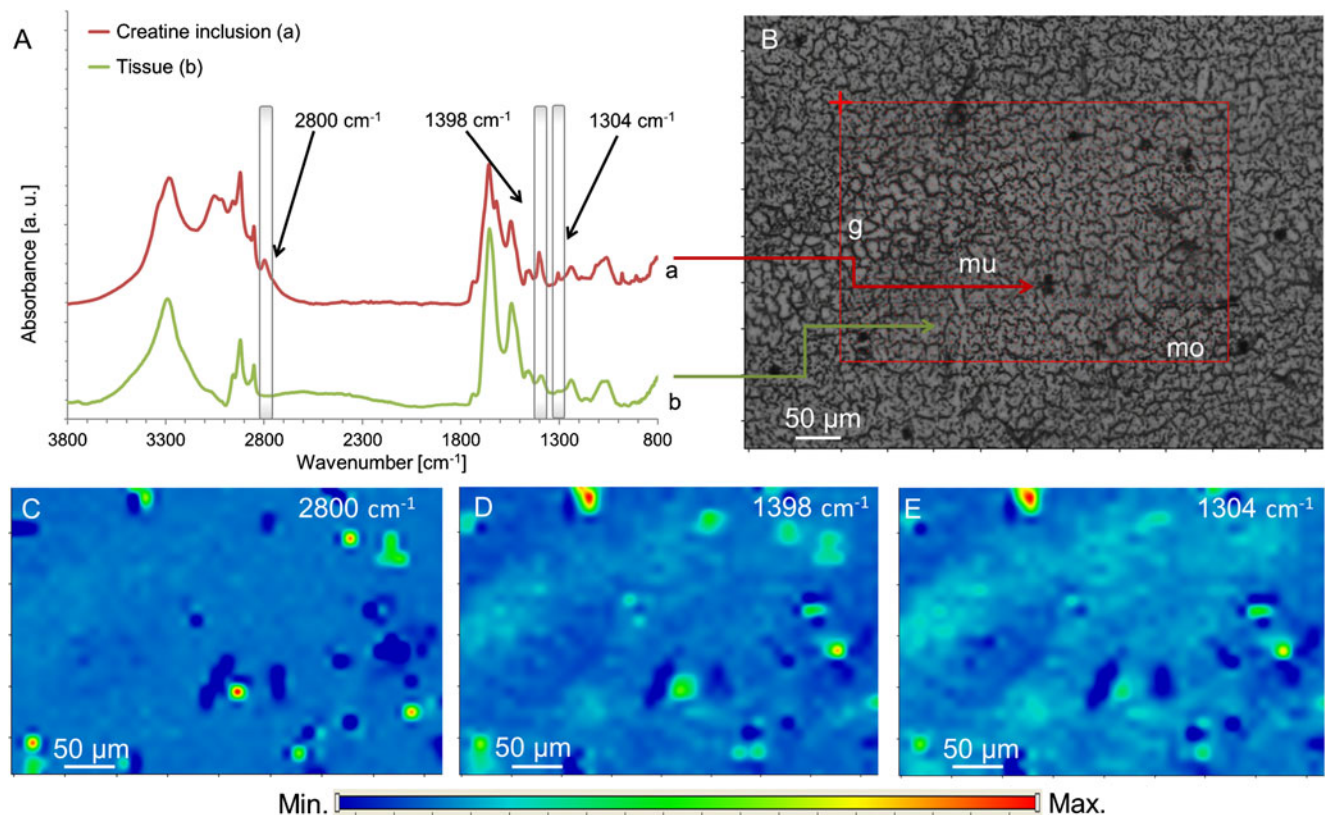 A
Creatine inclusion (a)
Tissue (b)
2800 cm-1
1398 cm-1
1304 cm-1
Absorbance [a. u.]
a
b
3800 3300 2800 2300 1800 1300 800
Wavenumber [cm-1]
B
g
mu
mo
50 µm
C
2800 cm-1
50 µm
D
1398 cm-1
50 µm
E
1304 cm-1
50 µm
Min. Max.